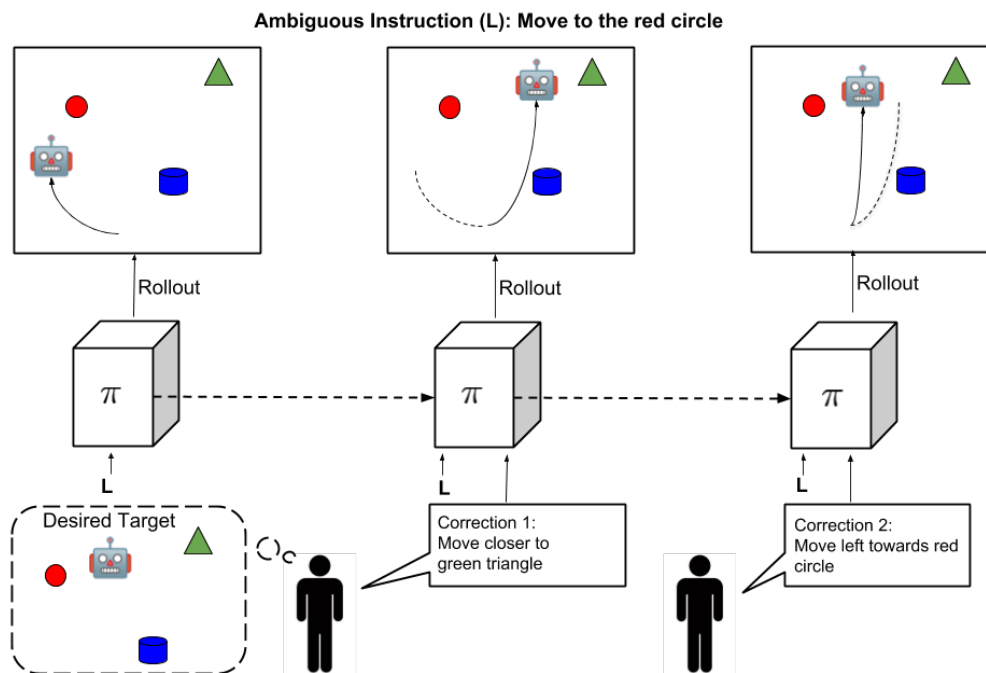 Ambiguous Instruction (L): Move to the red circle
Rollout
Rollout
Rollout
π
π
π
L
L
L
Desired Target
Correction 1:
Move closer to
green triangle
Correction 2:
Move left towards red
circle